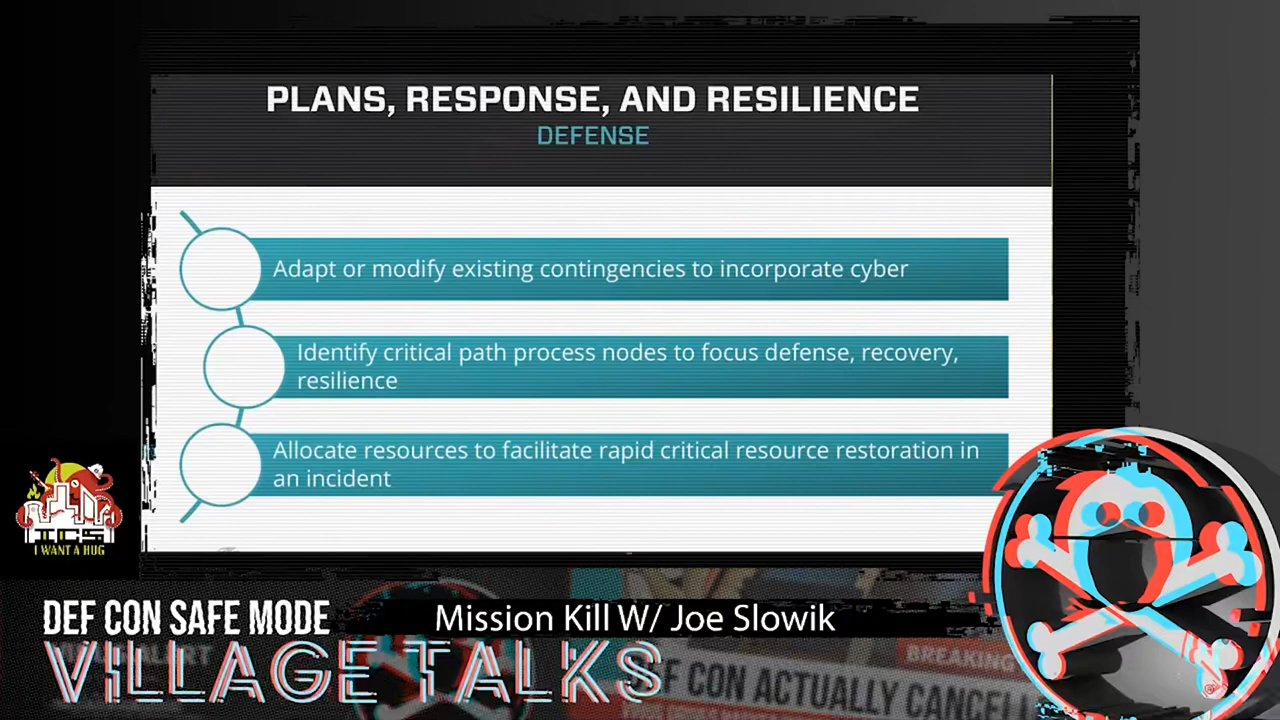 PLANS, RESPONSE, AND RESILIENCE
DEFENSE
Adapt or modify existing contingencies to incorporate cyber
Identify critical path process nodes to focus defense, recovery,
resilience
Allocate resources to facilitate rapid critical resource restoration in
an incident
ICS
I WANT A HUG
DEF CON SAFE MODE
Mission Kill W/ Joe Slowik
VILLAGE TALKS
BREAKIN
DEF CON ACTUALLY CANCEL